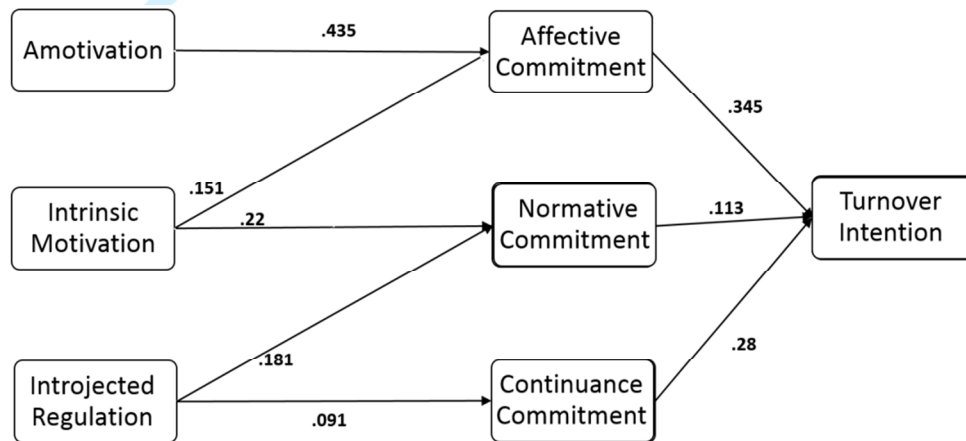 Amotivation
.435
Affective
Commitment
.345
.151
Intrinsic
Motivation
.22
Normative
Commitment
.113
Turnover
Intention
.181
Introjected
Regulation
.091
Continuance
Commitment
.28